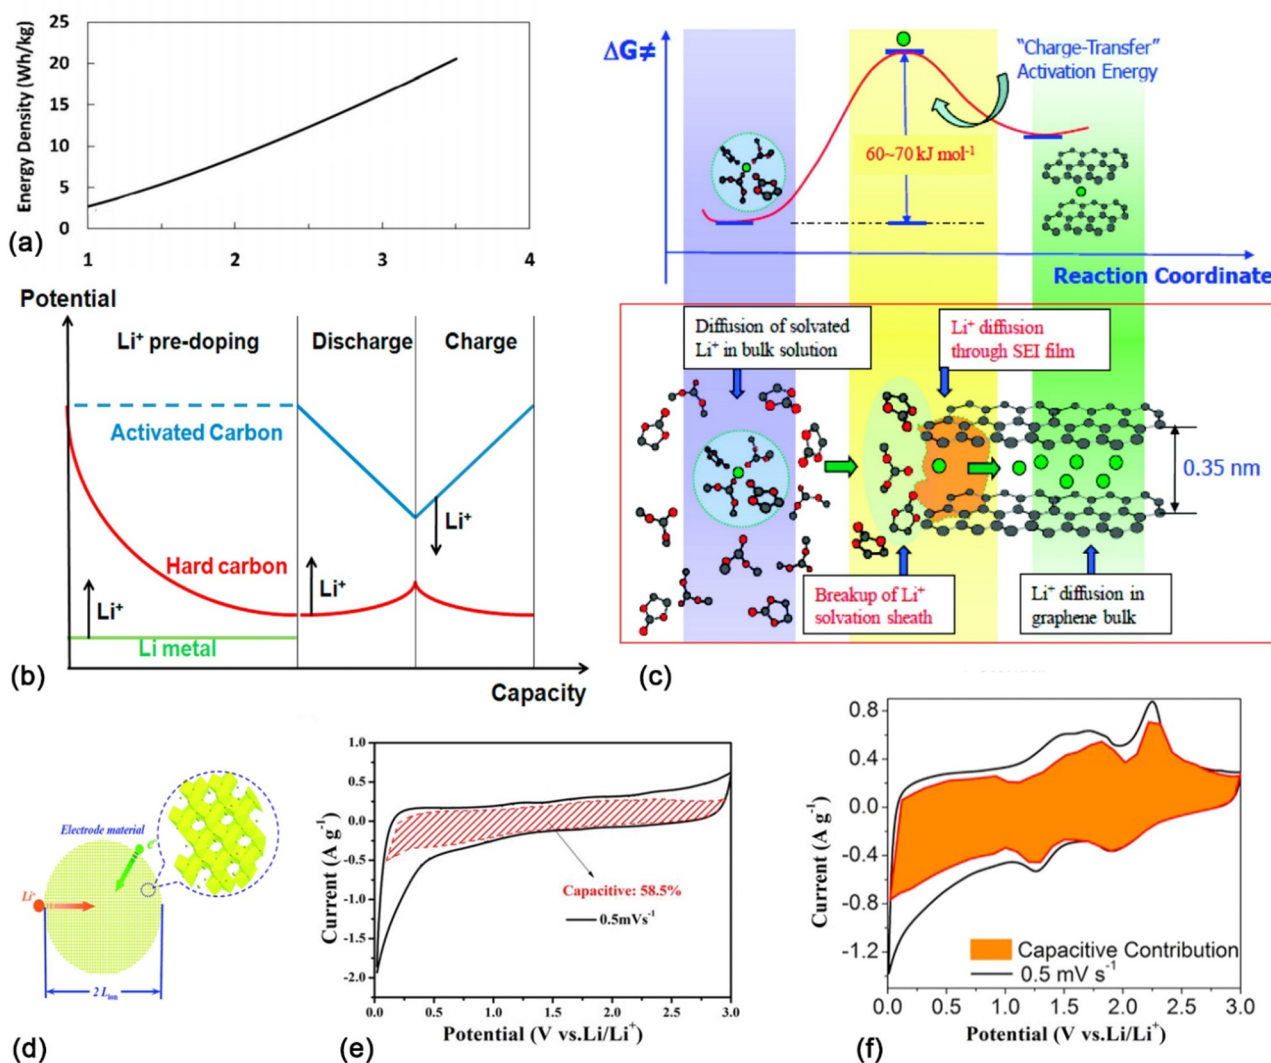 25
20
15
10
5
0
Energy Density (Wh/kg)
1 2 3 4
(a)
Potential
Li⁺ pre-doping Discharge Charge
Activated Carbon
Hard carbon
Li⁺
Li⁺
Li⁺
Li metal
Capacity
(b)
ΔG≠
"Charge-Transfer"
Activation Energy
60~70 kJ mol⁻¹
Reaction Coordinate
Diffusion of solvated
Li⁺ in bulk solution
Li⁺ diffusion
through SEI film
0.35 nm
Breakup of Li⁺
solvation sheath
Li⁺ diffusion in
graphene bulk
(c)
Electrode material
e⁻
Li⁺
2 Lion
(d)
1.0
0.5
0.0
-0.5
-1.0
-1.5
-2.0
Current (A g⁻¹)
Capacitive: 58.5%
0.5mVs⁻¹
0.0 0.5 1.0 1.5 2.0 2.5 3.0
Potential (V vs.Li/Li⁺)
(e)
0.8
0.4
0.0
-0.4
-0.8
-1.2
Current (A g⁻¹)
Capacitive Contribution
0.5 mV s⁻¹
0.0 0.5 1.0 1.5 2.0 2.5 3.0
Potential (V vs.Li/Li⁺)
(f)